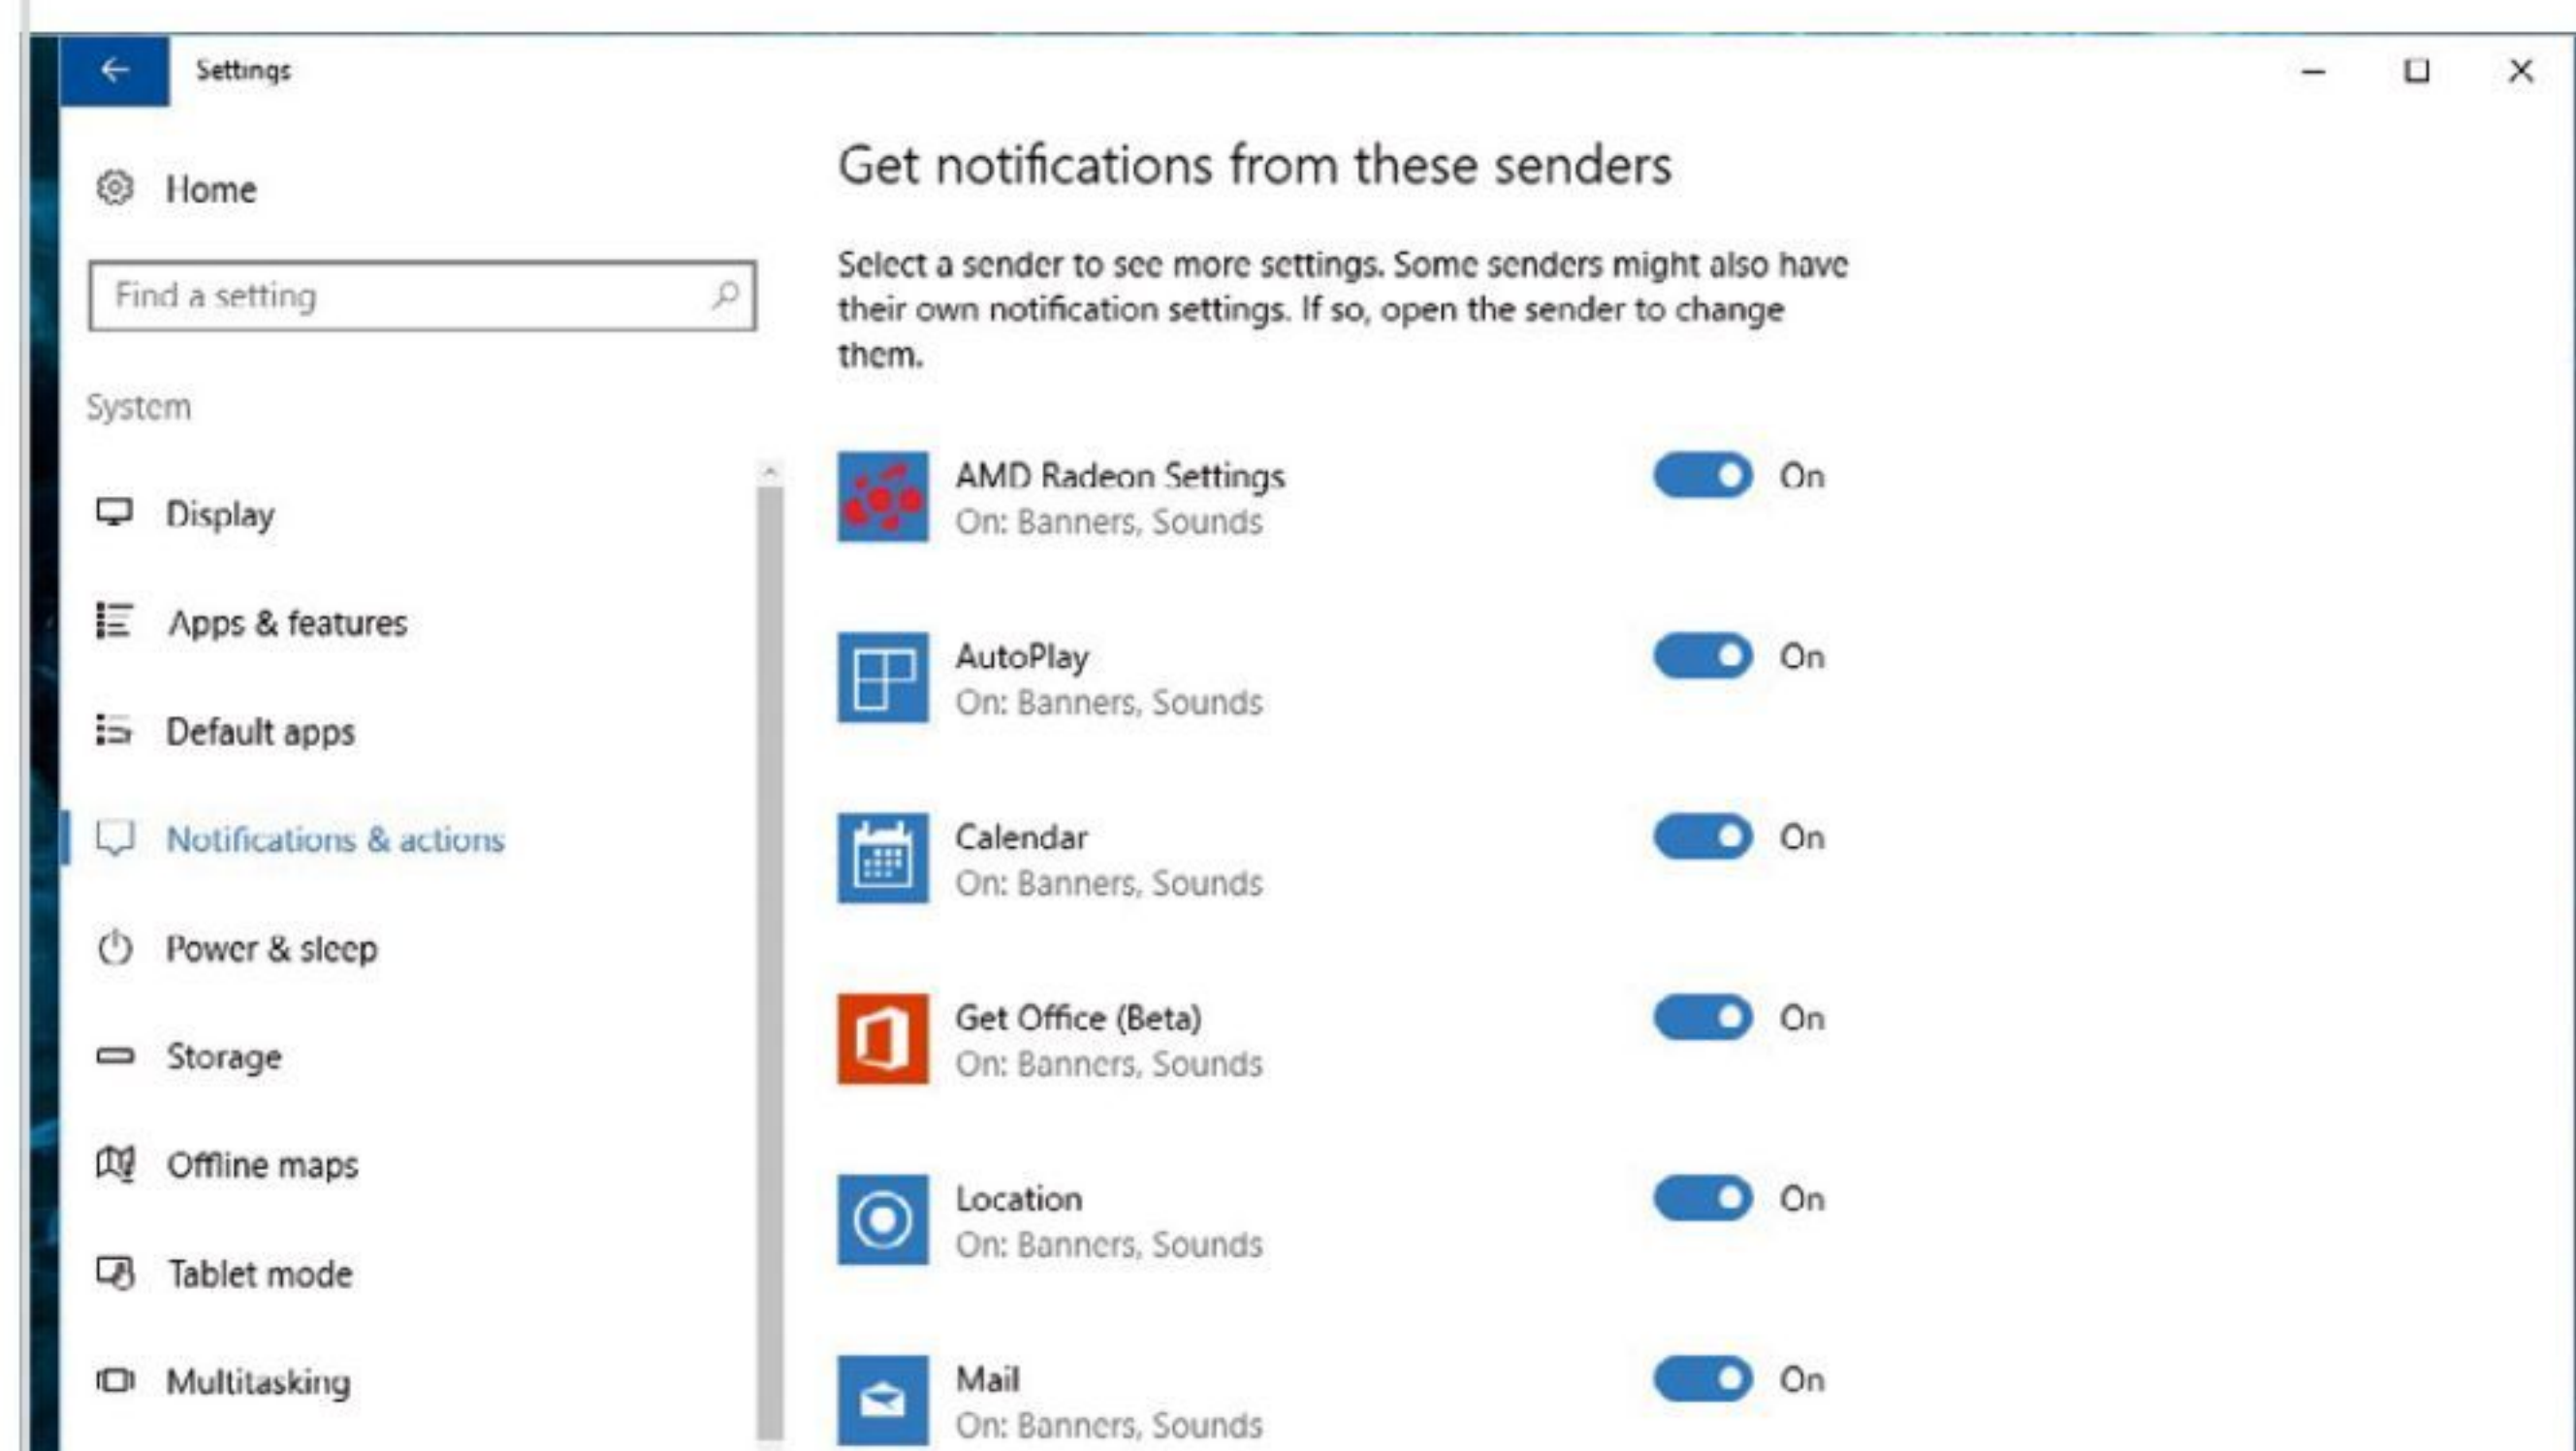 Settings
Home
Find a setting
System
Display
Apps & features
Default apps
Notifications & actions
Power & sleep
Storage
Offline maps
Tablet mode
Multitasking
Get notifications from these senders
Select a sender to see more settings. Some senders might also have
their own notification settings. If so, open the sender to change
them.
AMD Radeon Settings
On
On: Banners, Sounds
AutoPlay
On
On: Banners, Sounds
Calendar
On
On: Banners, Sounds
Get Office (Beta)
On
On: Banners, Sounds
Location
On
On: Banners, Sounds
Mail
On
On: Banners, Sounds